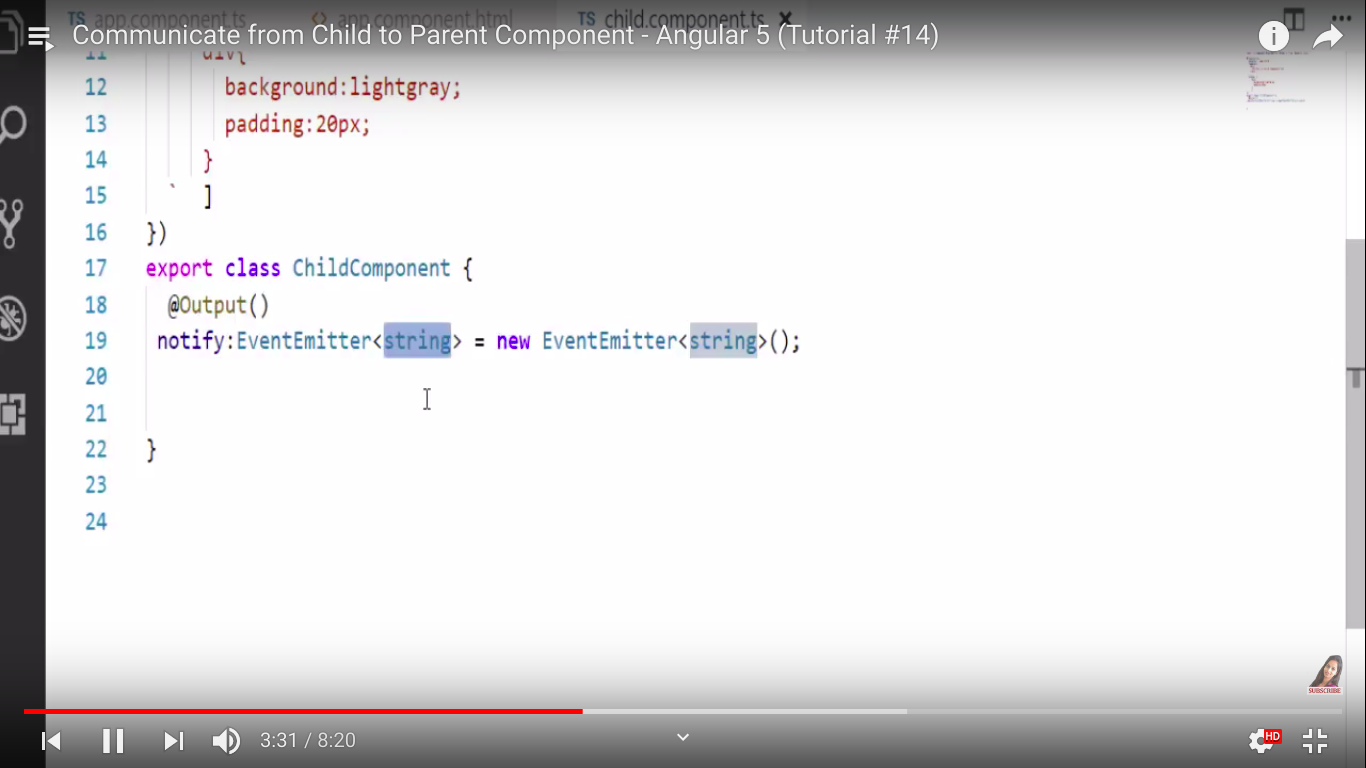 TS app.component.ts <> app.component.html TS child.component.ts ×
Communicate from Child to Parent Component - Angular 5 (Tutorial #14)
11 div{
12 background:lightgray;
13 padding:20px;
14 }
15 ` ]
16 })
17 export class ChildComponent {
18 @Output()
19 notify:EventEmitter<string> = new EventEmitter<string>();
20
21
22 }
23
24
SUBSCRIBE
3:31 / 8:20
HD